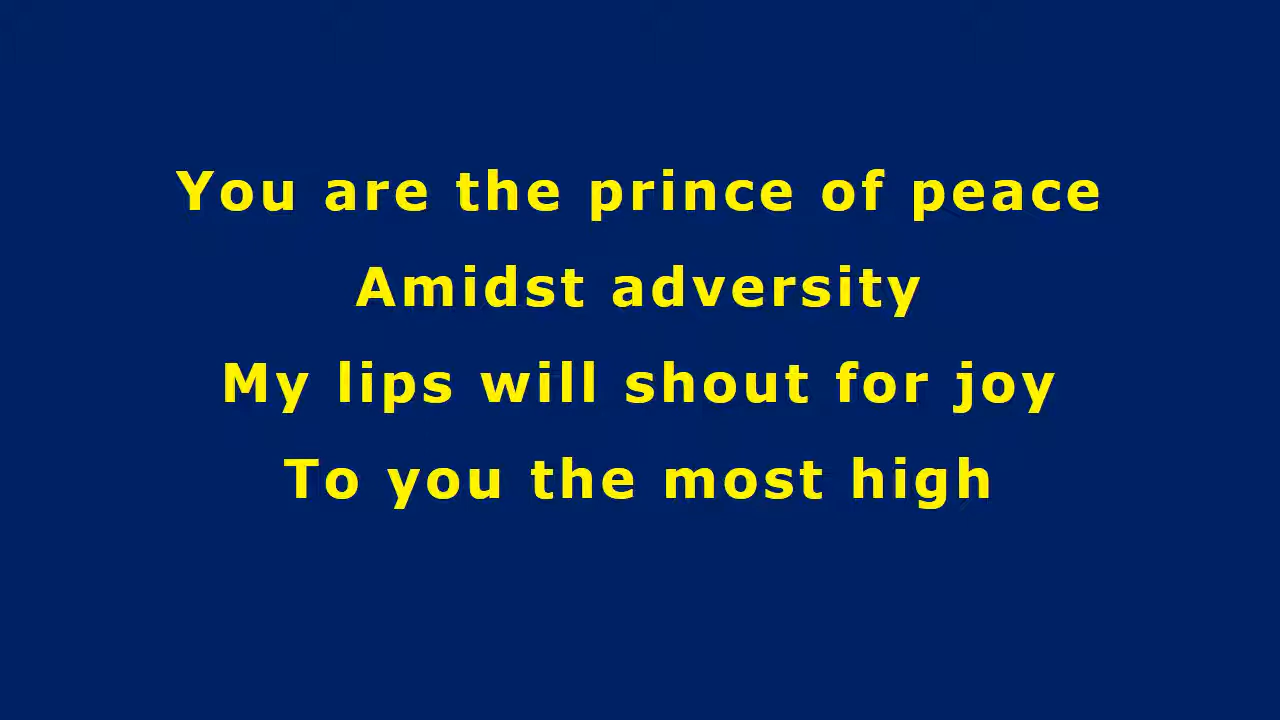 You are the prince of peace
Amidst adversity
My lips will shout for joy
To you the most high